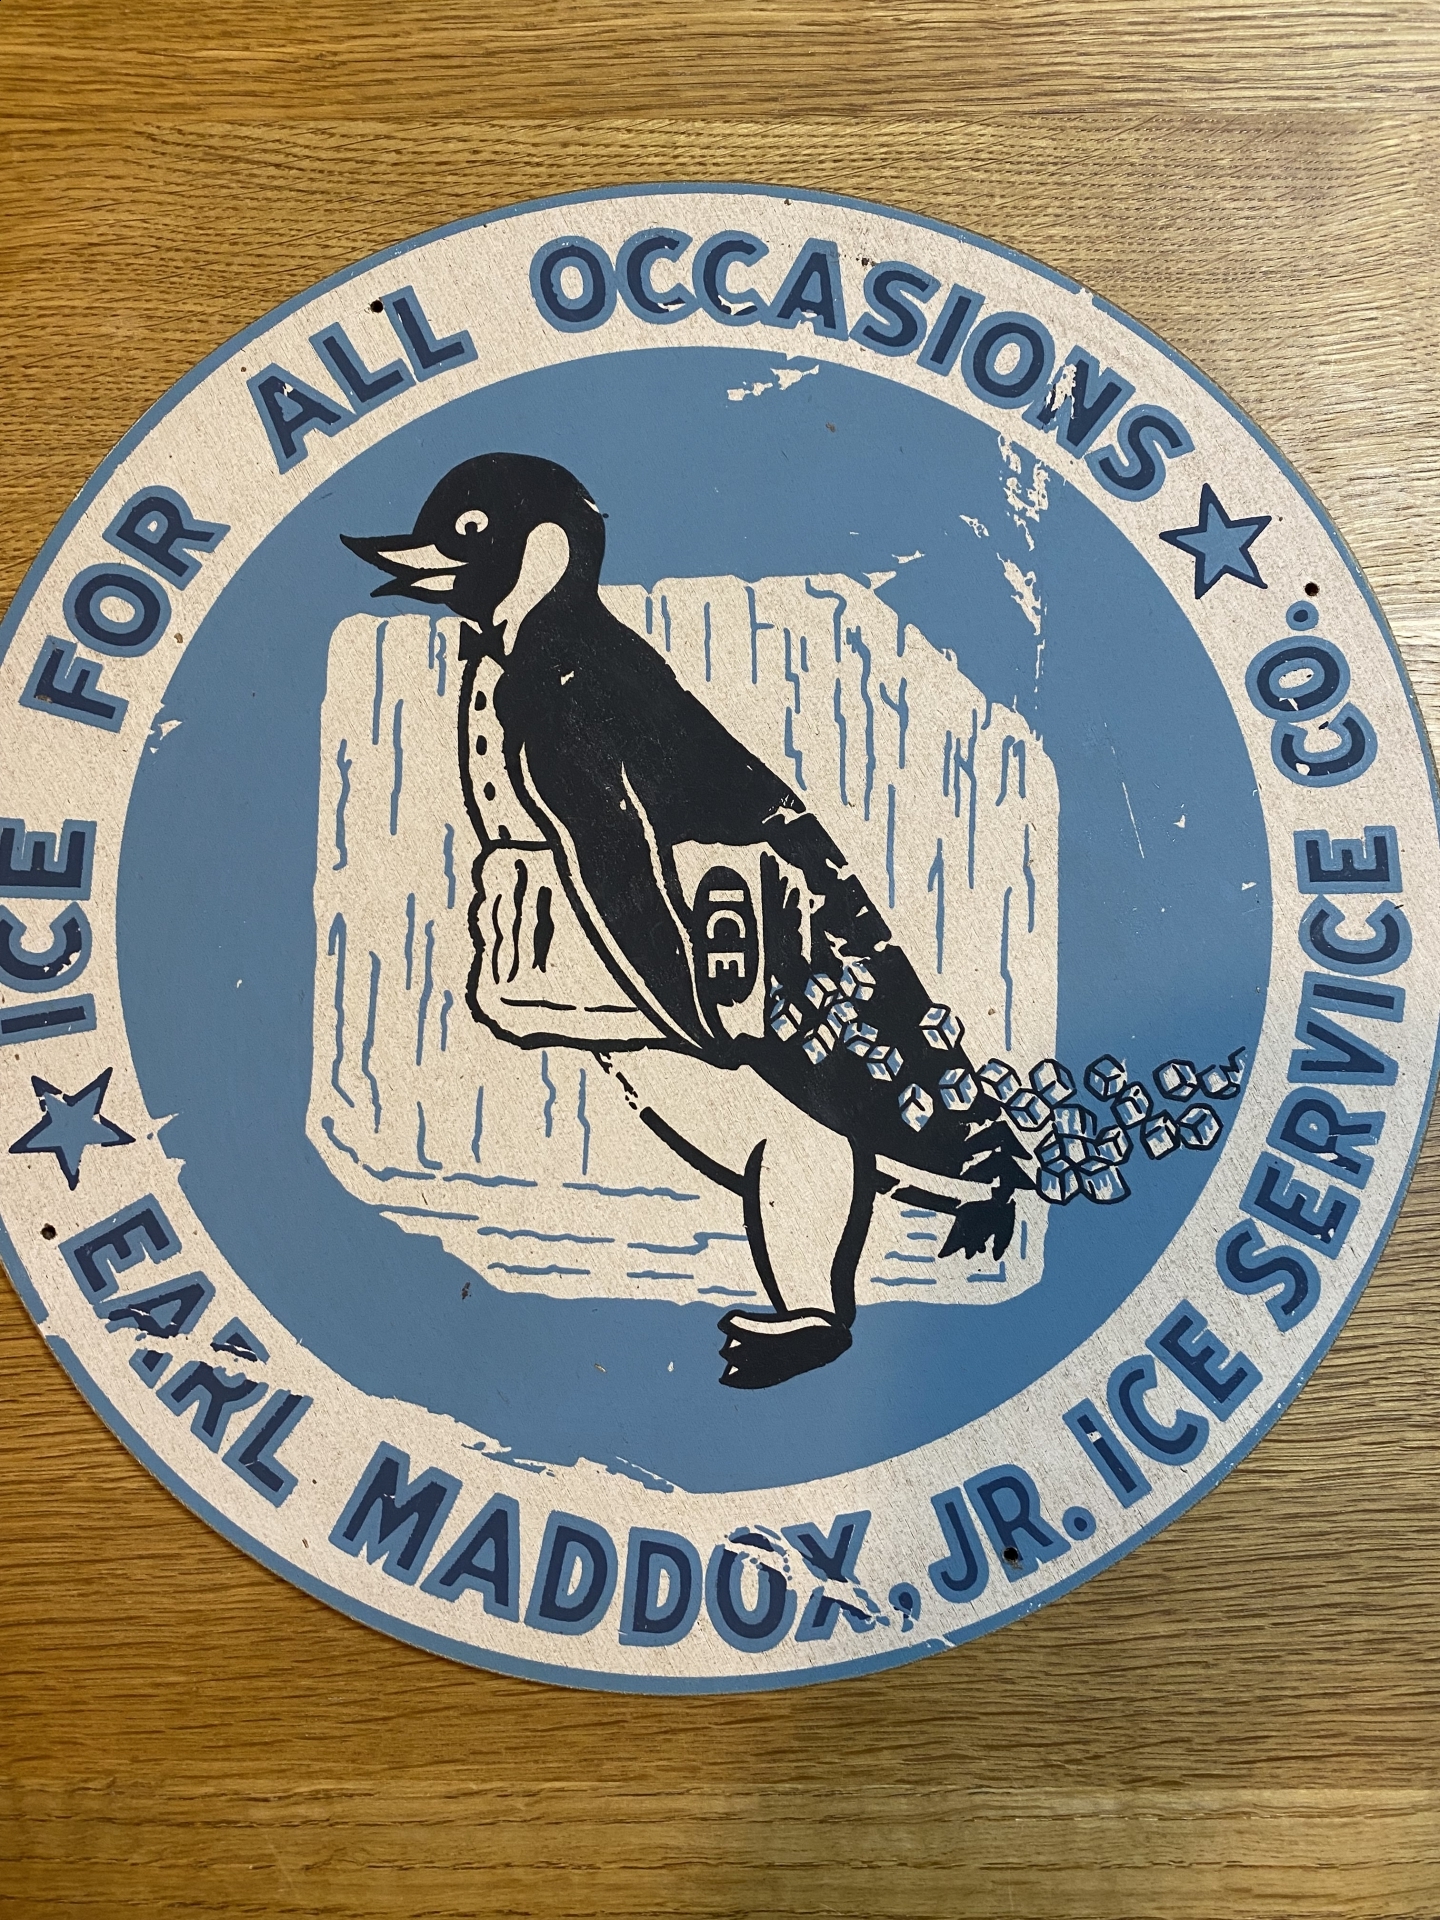 ICE FOR ALL OCCASIONS
EARL MADDOX, JR. ICE SERVICE CO.
ICE